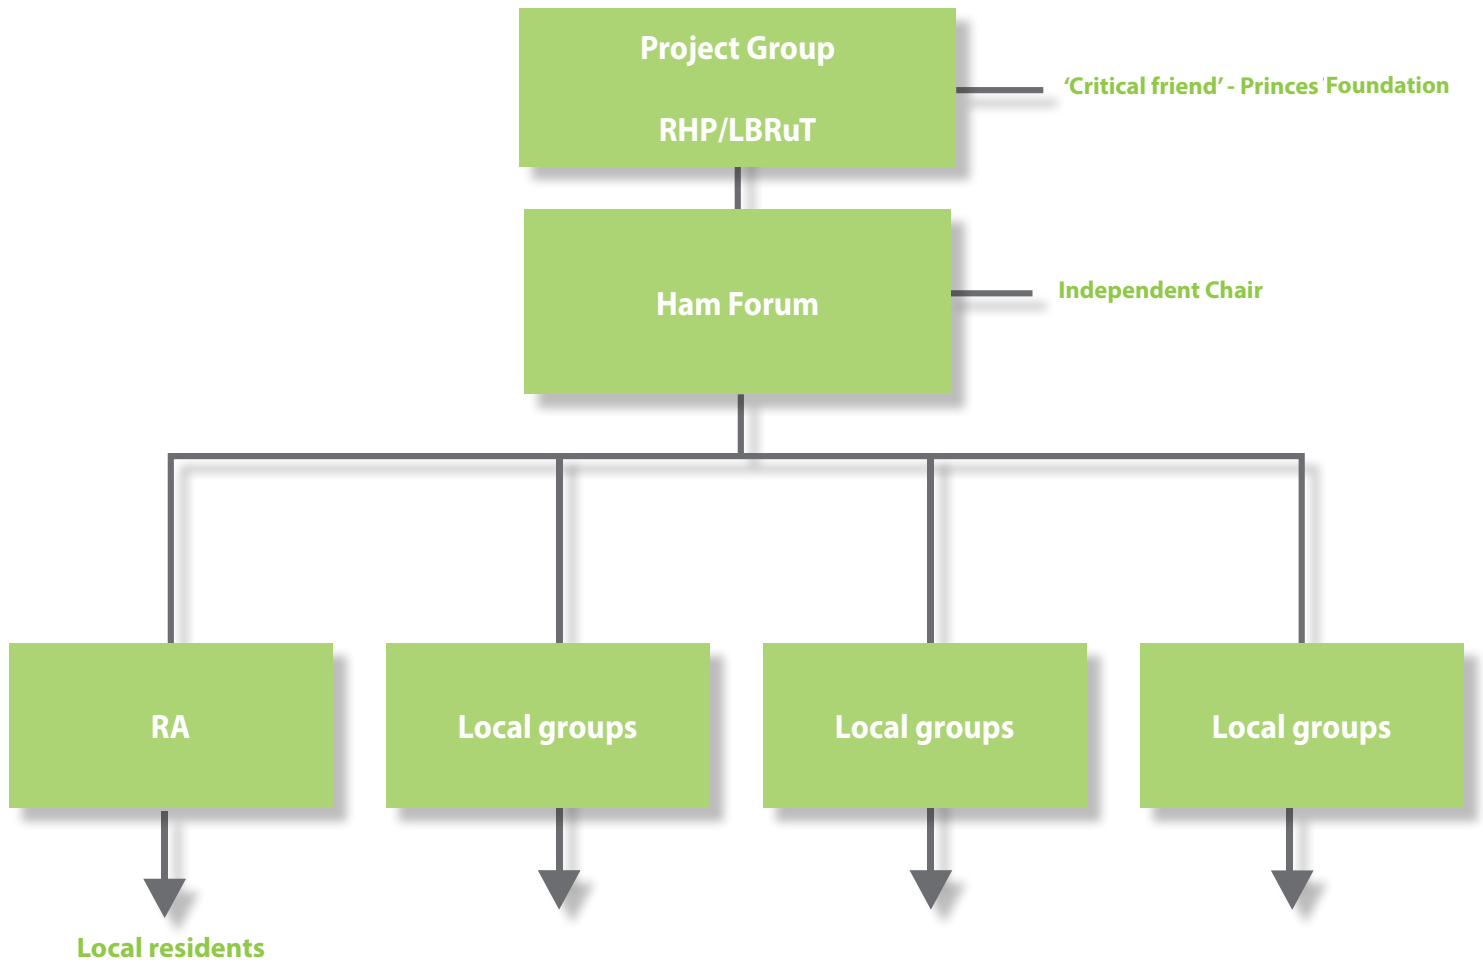 Project Group
RHP/LBRuT
‘Critical friend’ - Princes' Foundation
Ham Forum
Independent Chair
RA
Local groups
Local groups
Local groups
Local residents